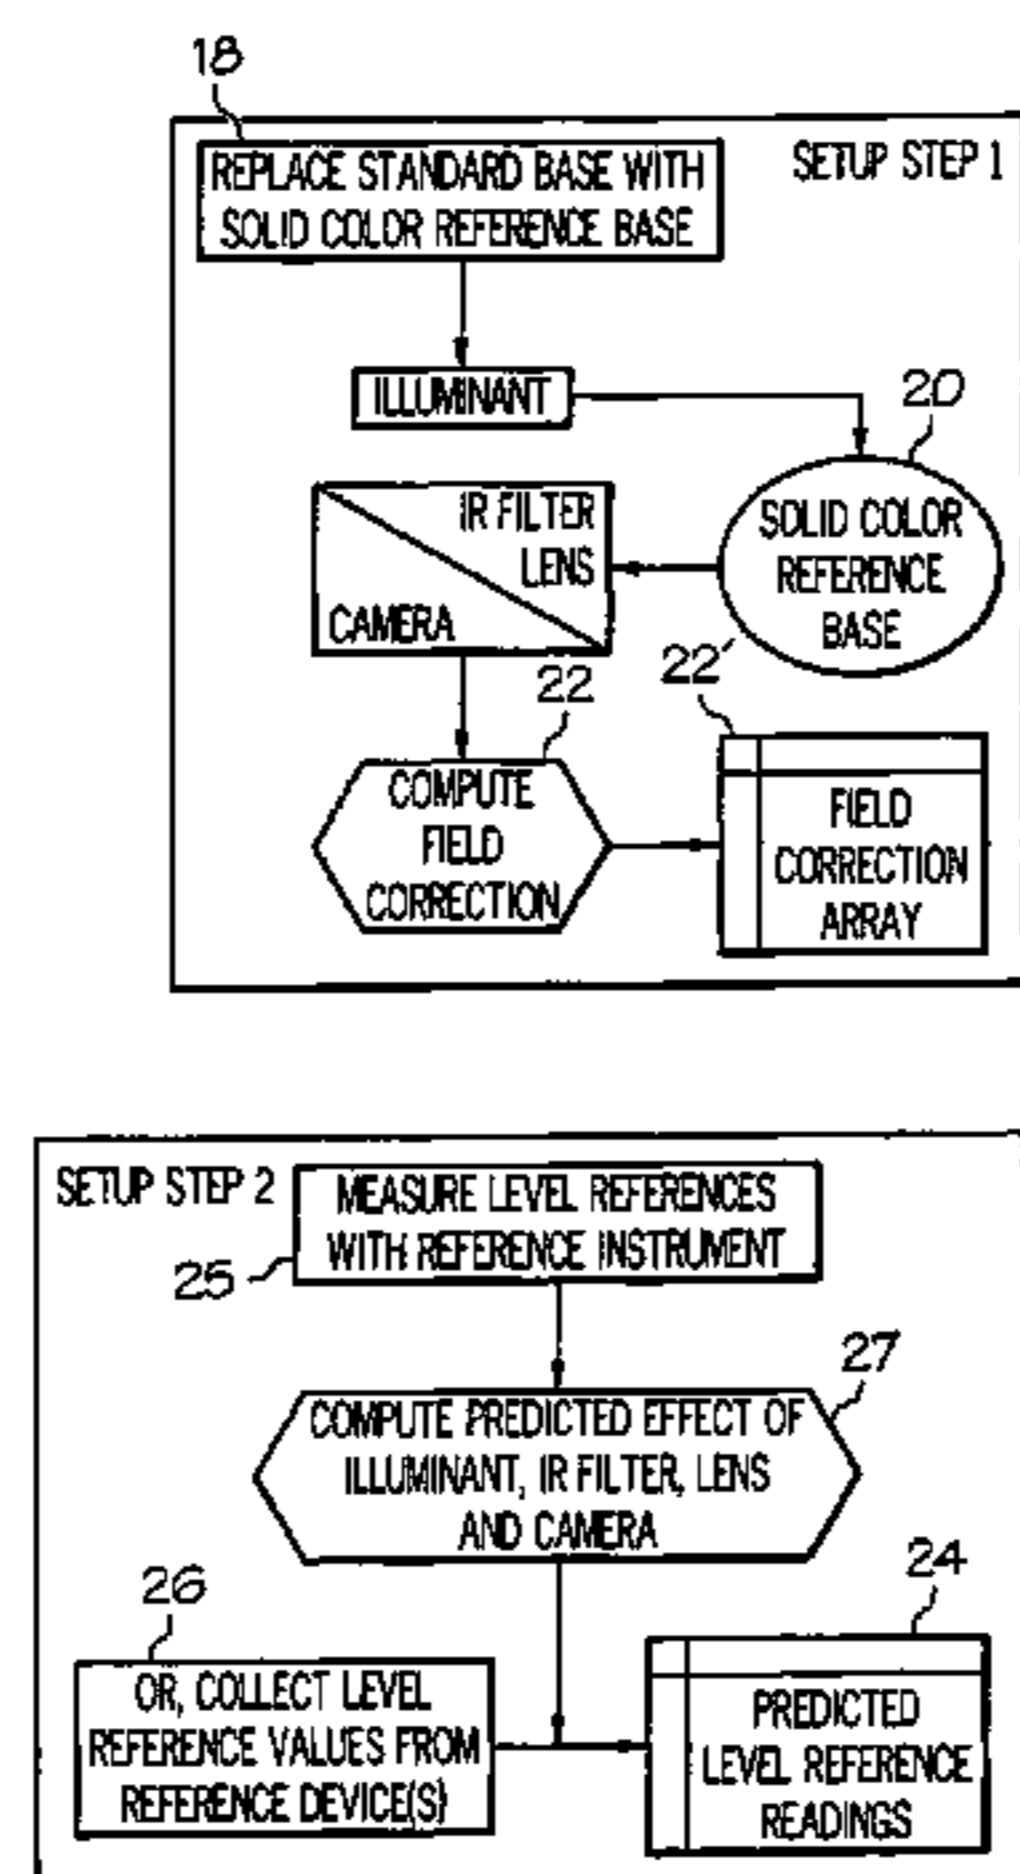 18
REPLACE STANDARD BASE WITH
SOLID COLOR REFERENCE BASE
SETUP STEP 1
ILLUMINANT
20
IR FILTER
LENS
CAMERA
SOLID COLOR
REFERENCE
BASE
22
22'
COMPUTE
FIELD
CORRECTION
FIELD
CORRECTION
ARRAY
SETUP STEP 2
MEASURE LEVEL REFERENCES
WITH REFERENCE INSTRUMENT
25
27
COMPUTE PREDICTED EFFECT OF
ILLUMINANT, IR FILTER, LENS
AND CAMERA
26
24
OR, COLLECT LEVEL
REFERENCE VALUES FROM
REFERENCE DEVICE(S)
PREDICTED
LEVEL REFERENCE
READINGS